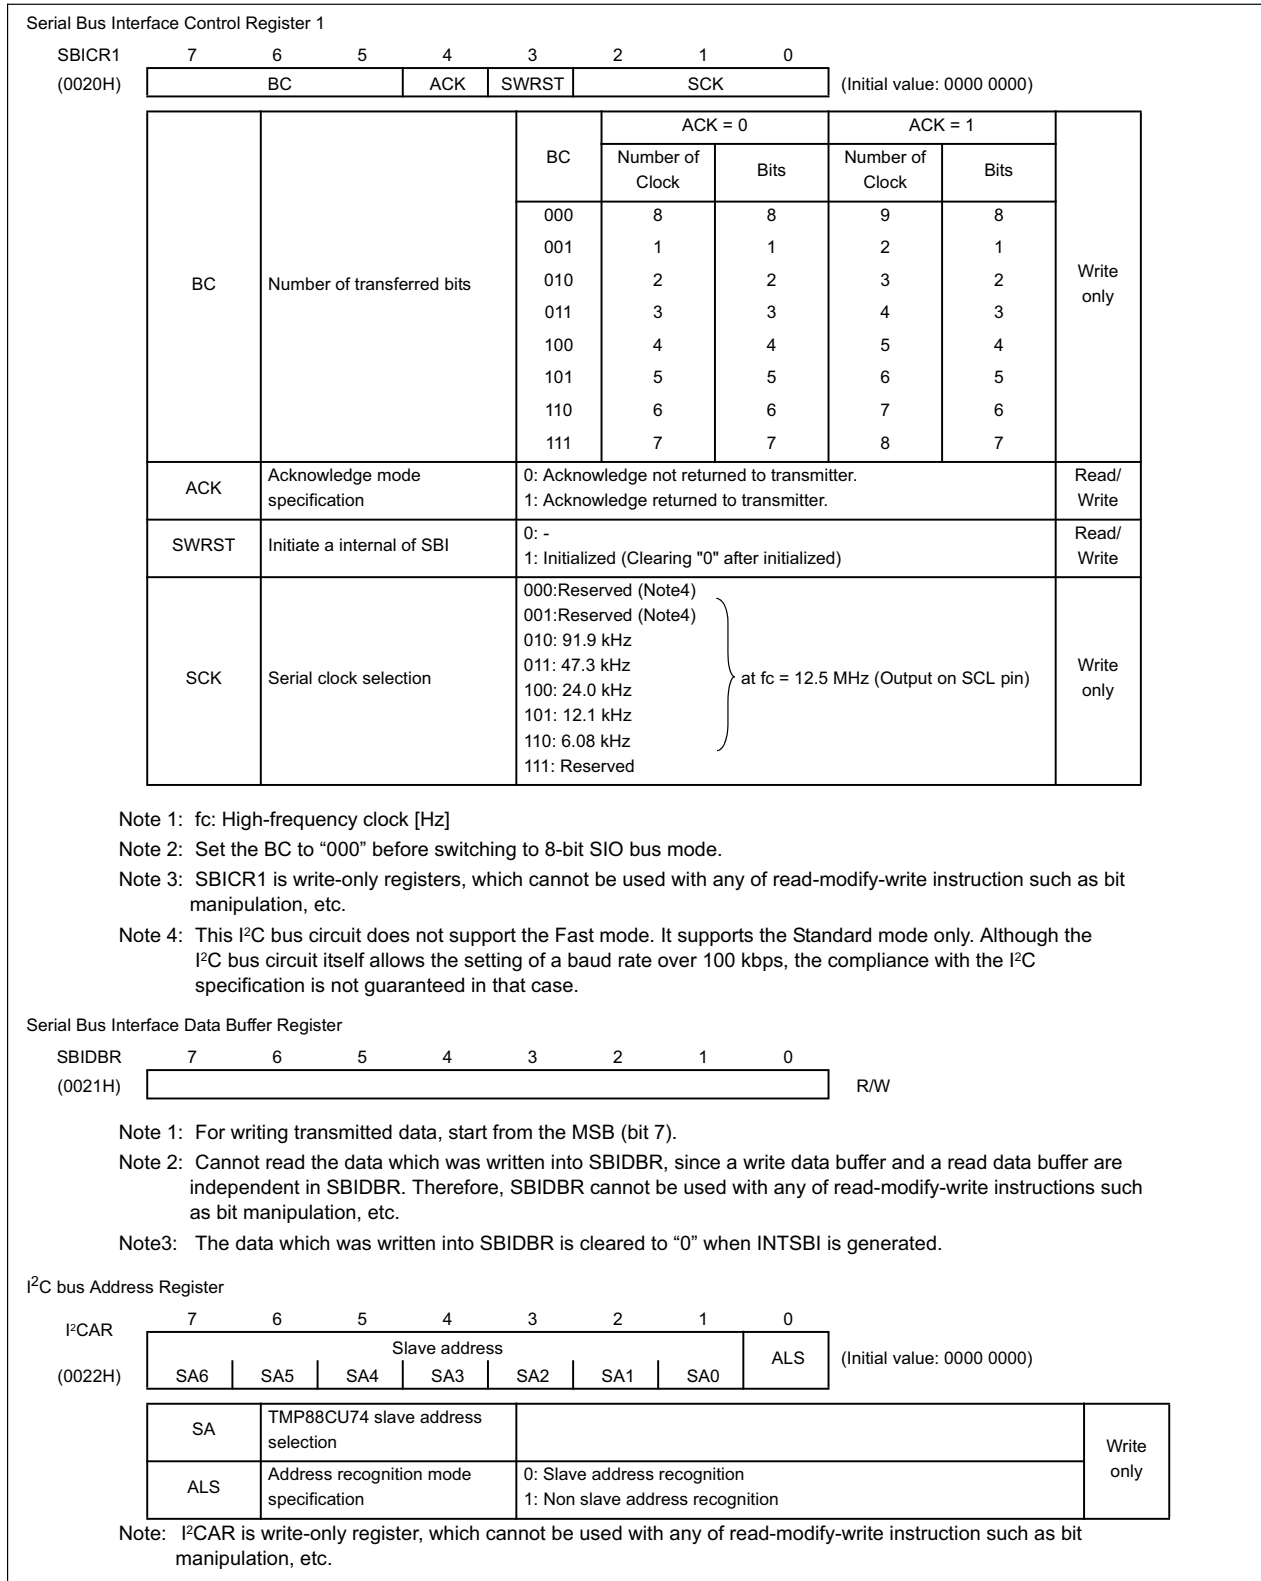 Serial Bus Interface Control Register 1
SBICR1 7 6 5 4 3 2 1 0
(0020H) BC ACK SWRST SCK (Initial value: 0000 0000)
ACK = 0 ACK = 1
BC Number of Clock Bits Number of Clock Bits
000 8 8 9 8
001 1 1 2 1
BC Number of transferred bits 010 2 2 3 2 Write only
011 3 3 4 3
100 4 4 5 4
101 5 5 6 5
110 6 6 7 6
111 7 7 8 7
ACK Acknowledge mode specification 0: Acknowledge not returned to transmitter. Read/Write
1: Acknowledge returned to transmitter.
SWRST Initiate a internal of SBI 0: - Read/Write
1: Initialized (Clearing "0" after initialized)
000:Reserved (Note4)
001:Reserved (Note4)
010: 91.9 kHz
011: 47.3 kHz
SCK Serial clock selection at fc = 12.5 MHz (Output on SCL pin) Write only
100: 24.0 kHz
101: 12.1 kHz
110: 6.08 kHz
111: Reserved
Note 1: fc: High-frequency clock [Hz]
Note 2: Set the BC to “000” before switching to 8-bit SIO bus mode.
Note 3: SBICR1 is write-only registers, which cannot be used with any of read-modify-write instruction such as bit
manipulation, etc.
Note 4: This I²C bus circuit does not support the Fast mode. It supports the Standard mode only. Although the
I²C bus circuit itself allows the setting of a baud rate over 100 kbps, the compliance with the I²C
specification is not guaranteed in that case.
Serial Bus Interface Data Buffer Register
SBIDBR 7 6 5 4 3 2 1 0
(0021H) R/W
Note 1: For writing transmitted data, start from the MSB (bit 7).
Note 2: Cannot read the data which was written into SBIDBR, since a write data buffer and a read data buffer are
independent in SBIDBR. Therefore, SBIDBR cannot be used with any of read-modify-write instructions such
as bit manipulation, etc.
Note3: The data which was written into SBIDBR is cleared to “0” when INTSBI is generated.
I²C bus Address Register
I²CAR 7 6 5 4 3 2 1 0
Slave address ALS (Initial value: 0000 0000)
(0022H) SA6 SA5 SA4 SA3 SA2 SA1 SA0
SA TMP88CU74 slave address selection Write only
ALS Address recognition mode specification 0: Slave address recognition
1: Non slave address recognition
Note: I²CAR is write-only register, which cannot be used with any of read-modify-write instruction such as bit
manipulation, etc.